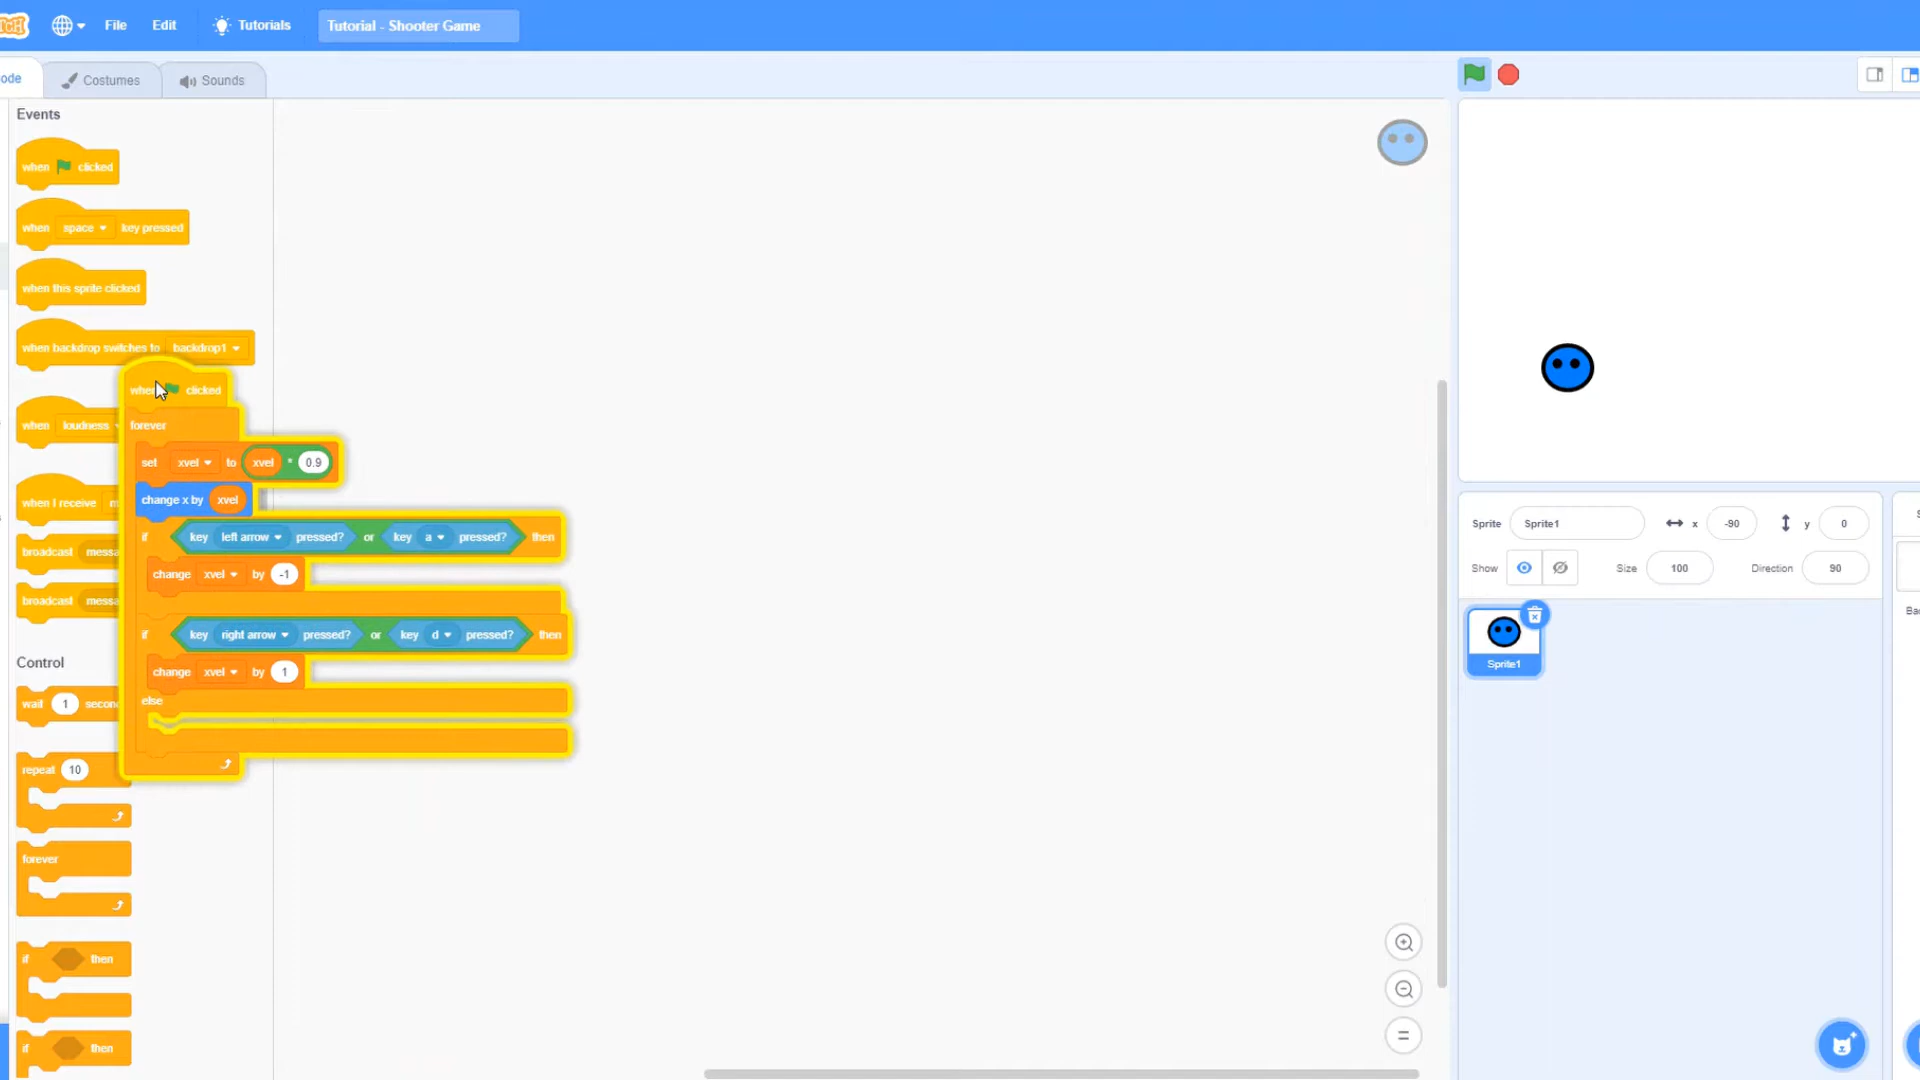 File Edit Tutorials Tutorial - Shooter Game
Costumes Sounds
Events
when clicked
when space key pressed
when this sprite clicked
when backdrop switches to backdrop1
when clicked
when loudness
forever
set xvel to xvel * 0.9
when I receive
change x by xvel
if key left arrow pressed? or key a pressed? then
broadcast
change xvel by -1
broadcast
if key right arrow pressed? or key d pressed? then
Control
change xvel by 1
wait 1
else
repeat 10
forever
if then
if then
Sprite Sprite1 x -90 y 0
Show Size 100 Direction 90
Sprite1